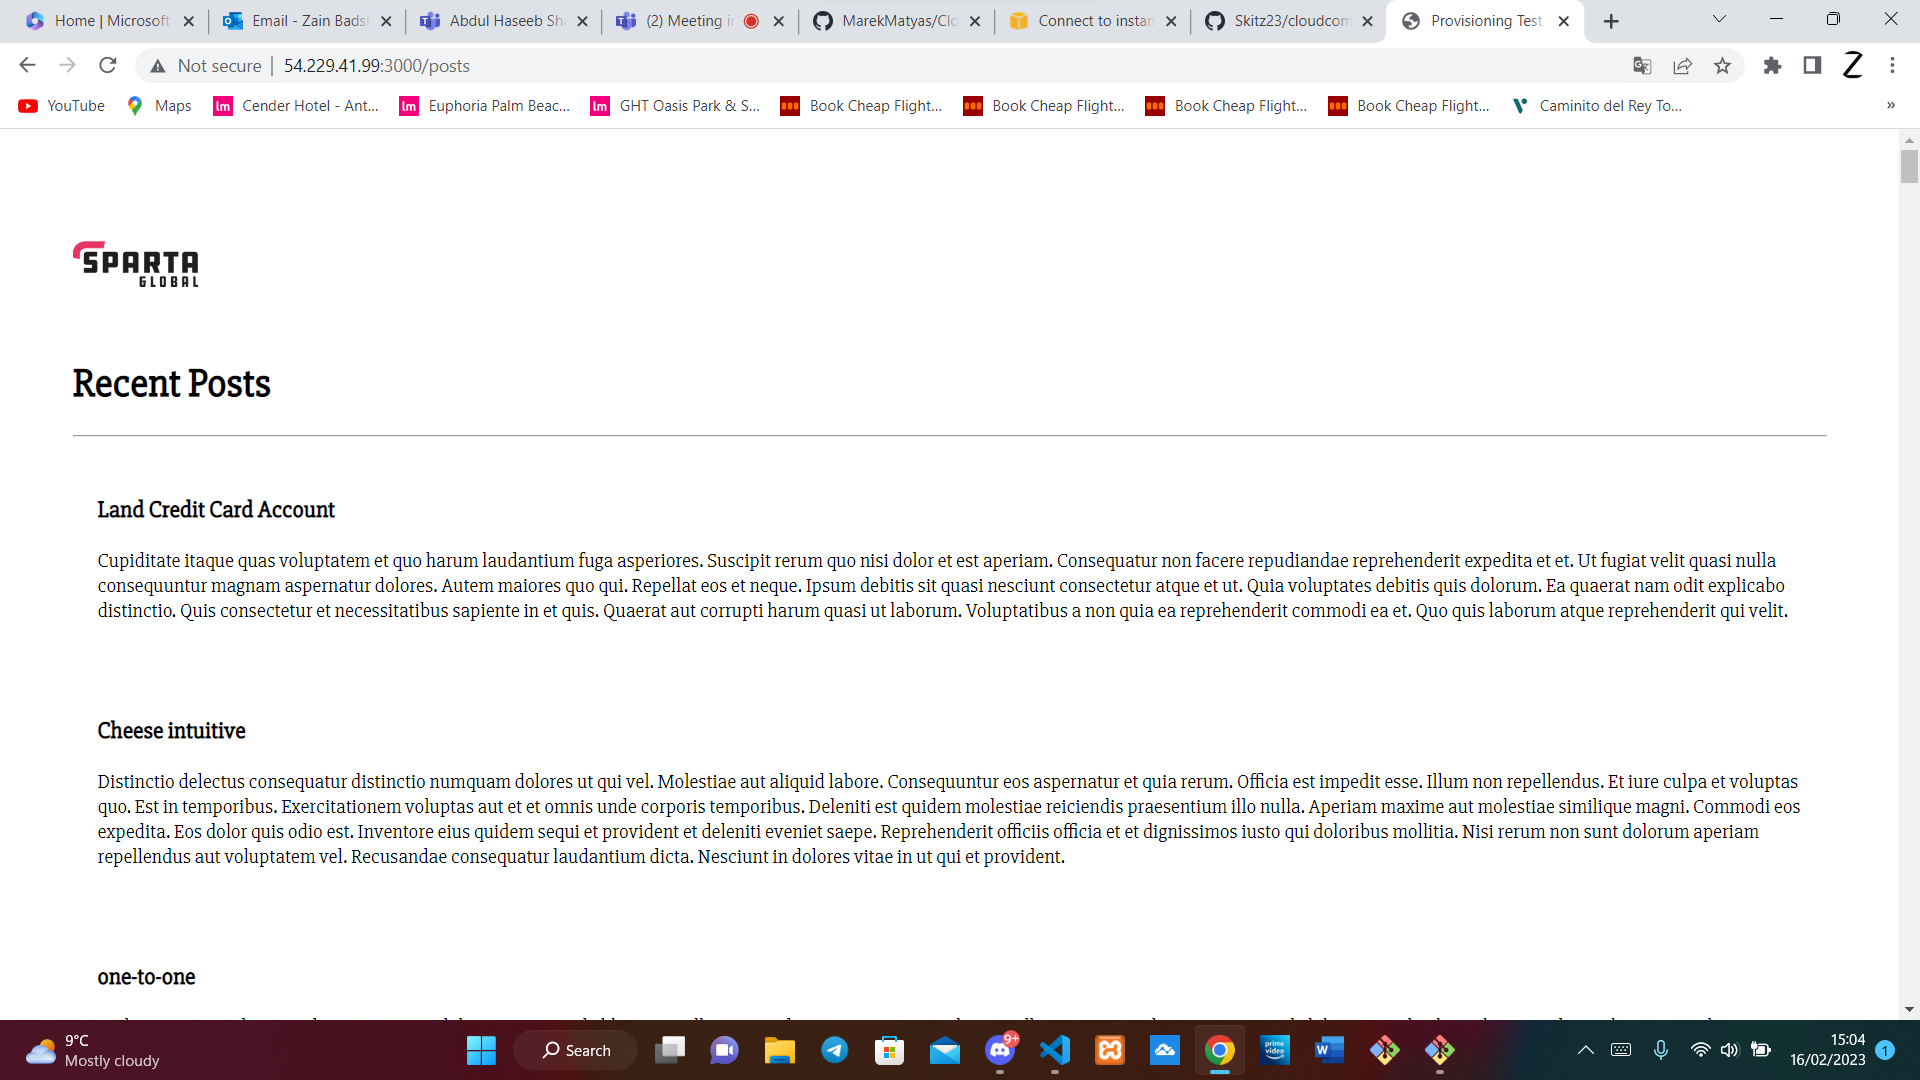 Home | Microsoft
Email - Zain Bads
Abdul Haseeb Sh
(2) Meeting in
MarekMatyas/Clo
Connect to instan
Skitz23/cloudcom
Provisioning Test
Not secure | 54.229.41.99:3000/posts
YouTube
Maps
lm Cender Hotel - Ant...
lm Euphoria Palm Beac...
lm GHT Oasis Park & S...
Book Cheap Flight...
Book Cheap Flight...
Book Cheap Flight...
Book Cheap Flight...
Caminito del Rey To...
»
SPARTA
GLOBAL
Recent Posts
Land Credit Card Account
Cupiditate itaque quas voluptatem et quo harum laudantium fuga asperiores. Suscipit rerum quo nisi dolor et est aperiam. Consequatur non facere repudiandae reprehenderit expedita et et. Ut fugiat velit quasi nulla
consequuntur magnam aspernatur dolores. Autem maiores quo qui. Repellat eos et neque. Ipsum debitis sit quasi nesciunt consectetur atque et ut. Quia voluptates debitis quis dolorum. Ea quaerat nam odit explicabo
distinctio. Quis consectetur et necessitatibus sapiente in et quis. Quaerat aut corrupti harum quasi ut laborum. Voluptatibus a non quia ea reprehenderit commodi ea et. Quo quis laborum atque reprehenderit qui velit.
Cheese intuitive
Distinctio delectus consequatur distinctio numquam dolores ut qui vel. Molestiae aut aliquid labore. Consequuntur eos aspernatur et quia rerum. Officia est impedit esse. Illum non repellendus. Et iure culpa et voluptas
quo. Est in temporibus. Exercitationem voluptas aut et et omnis unde corporis temporibus. Deleniti est quidem molestiae reiciendis praesentium illo nulla. Aperiam maxime aut molestiae similique magni. Commodi eos
expedita. Eos dolor quis odio est. Inventore eius quidem sequi et provident et deleniti eveniet saepe. Reprehenderit officiis officia et et dignissimos iusto qui doloribus mollitia. Nisi rerum non sunt dolorum aperiam
repellendus aut voluptatem vel. Recusandae consequatur laudantium dicta. Nesciunt in dolores vitae in ut qui et provident.
one-to-one
9°C
Mostly cloudy
Search
9+
prime video
W
15:04
16/02/2023
1